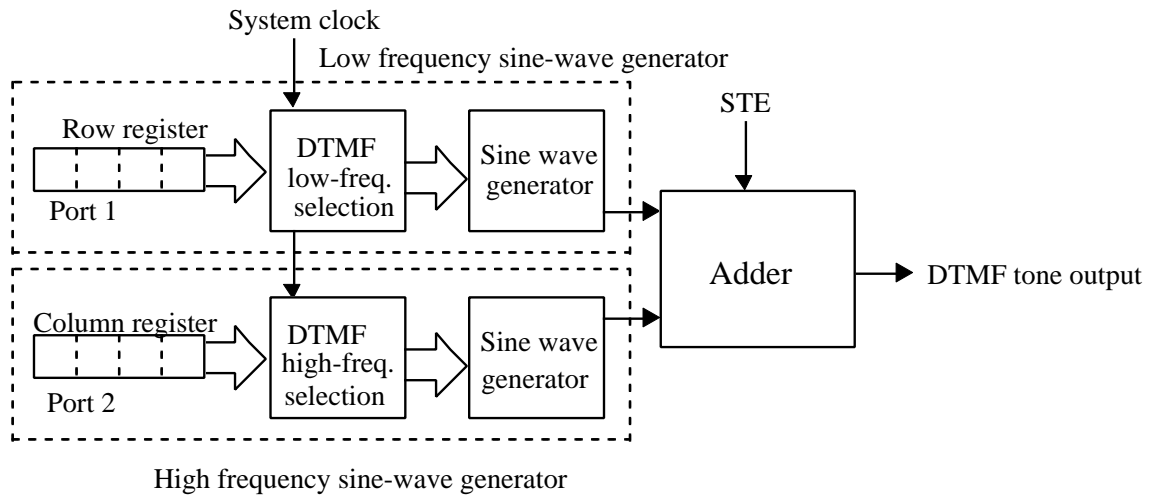 System clock
Low frequency sine-wave generator
STE
Row register
Port 1
DTMF
low-freq.
selection
Sine wave
generator
Adder
DTMF tone output
Column register
Port 2
DTMF
high-freq.
selection
Sine wave
generator
High frequency sine-wave generator